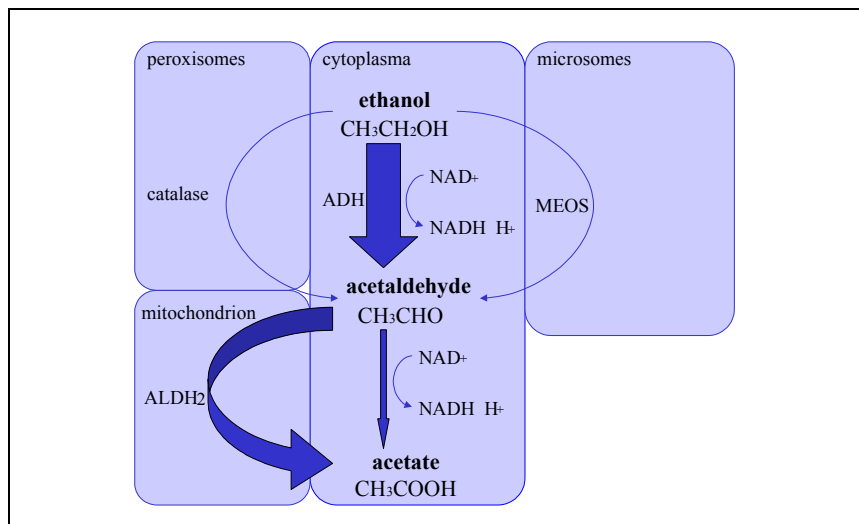 peroxisomes
cytoplasma
microsomes
ethanol
CH3CH2OH
NAD+
ADH
catalase
MEOS
NADH H+
acetaldehyde
mitochondrion
CH3CHO
NAD+
ALDH2
NADH H+
acetate
CH3COOH